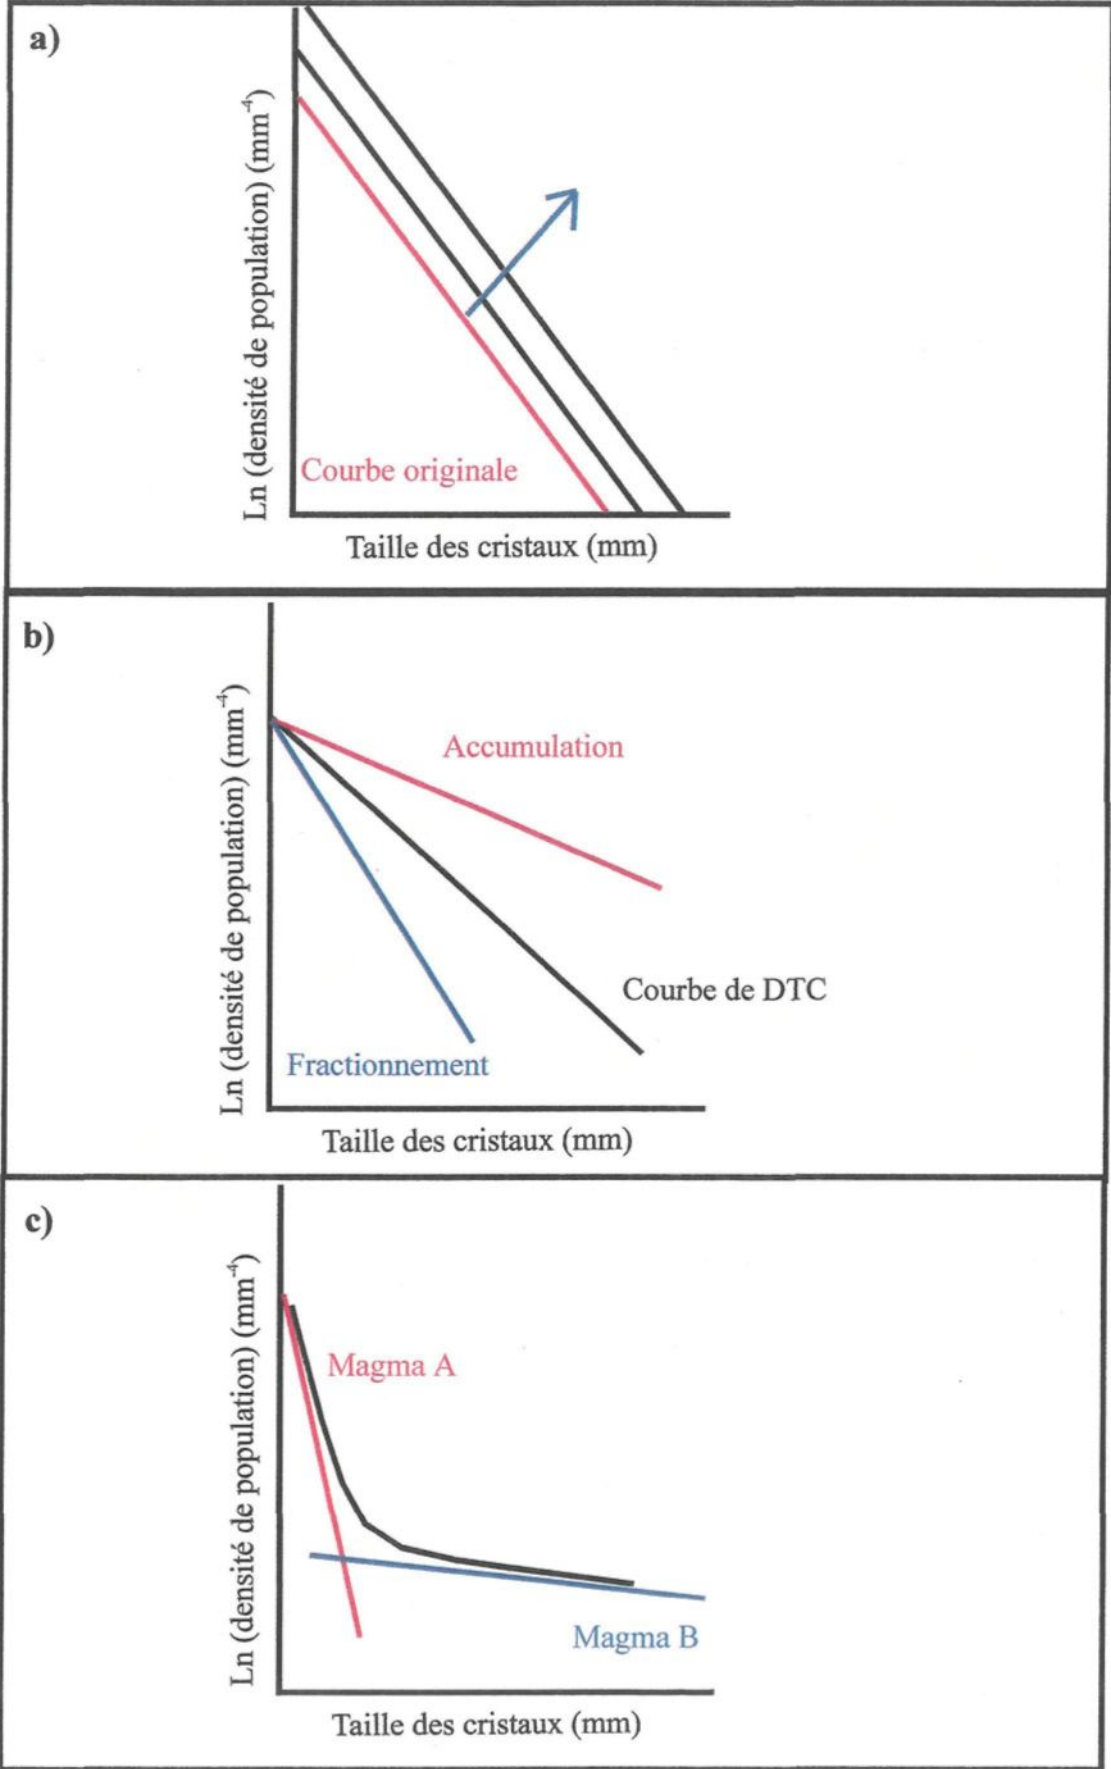 a)
Ln (densité de population) (mm⁻⁴)
Courbe originale
Taille des cristaux (mm)
b)
Ln (densité de population) (mm⁻⁴)
Accumulation
Courbe de DTC
Fractionnement
Taille des cristaux (mm)
c)
Ln (densité de population) (mm⁻⁴)
Magma A
Magma B
Taille des cristaux (mm)